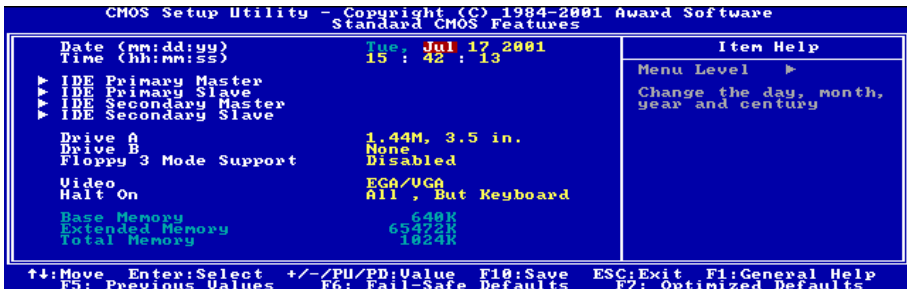 CMOS Setup Utility - Copyright (C) 1984-2001 Award Software
Standard CMOS Features
Date (mm:dd:yy) Tue, Jul 17 2001
Time (hh:mm:ss) 15 : 42 : 13
► IDE Primary Master
► IDE Primary Slave
► IDE Secondary Master
► IDE Secondary Slave
Drive A 1.44M, 3.5 in.
Drive B None
Floppy 3 Mode Support Disabled
Video EGA/VGA
Halt On All , But Keyboard
Base Memory 640K
Extended Memory 65472K
Total Memory 1024K
Item Help
Menu Level ►
Change the day, month,
year and century
↑↓:Move Enter:Select +/-/PU/PD:Value F10:Save ESC:Exit F1:General Help
F5: Previous Values F6: Fail-Safe Defaults F7: Optimized Defaults